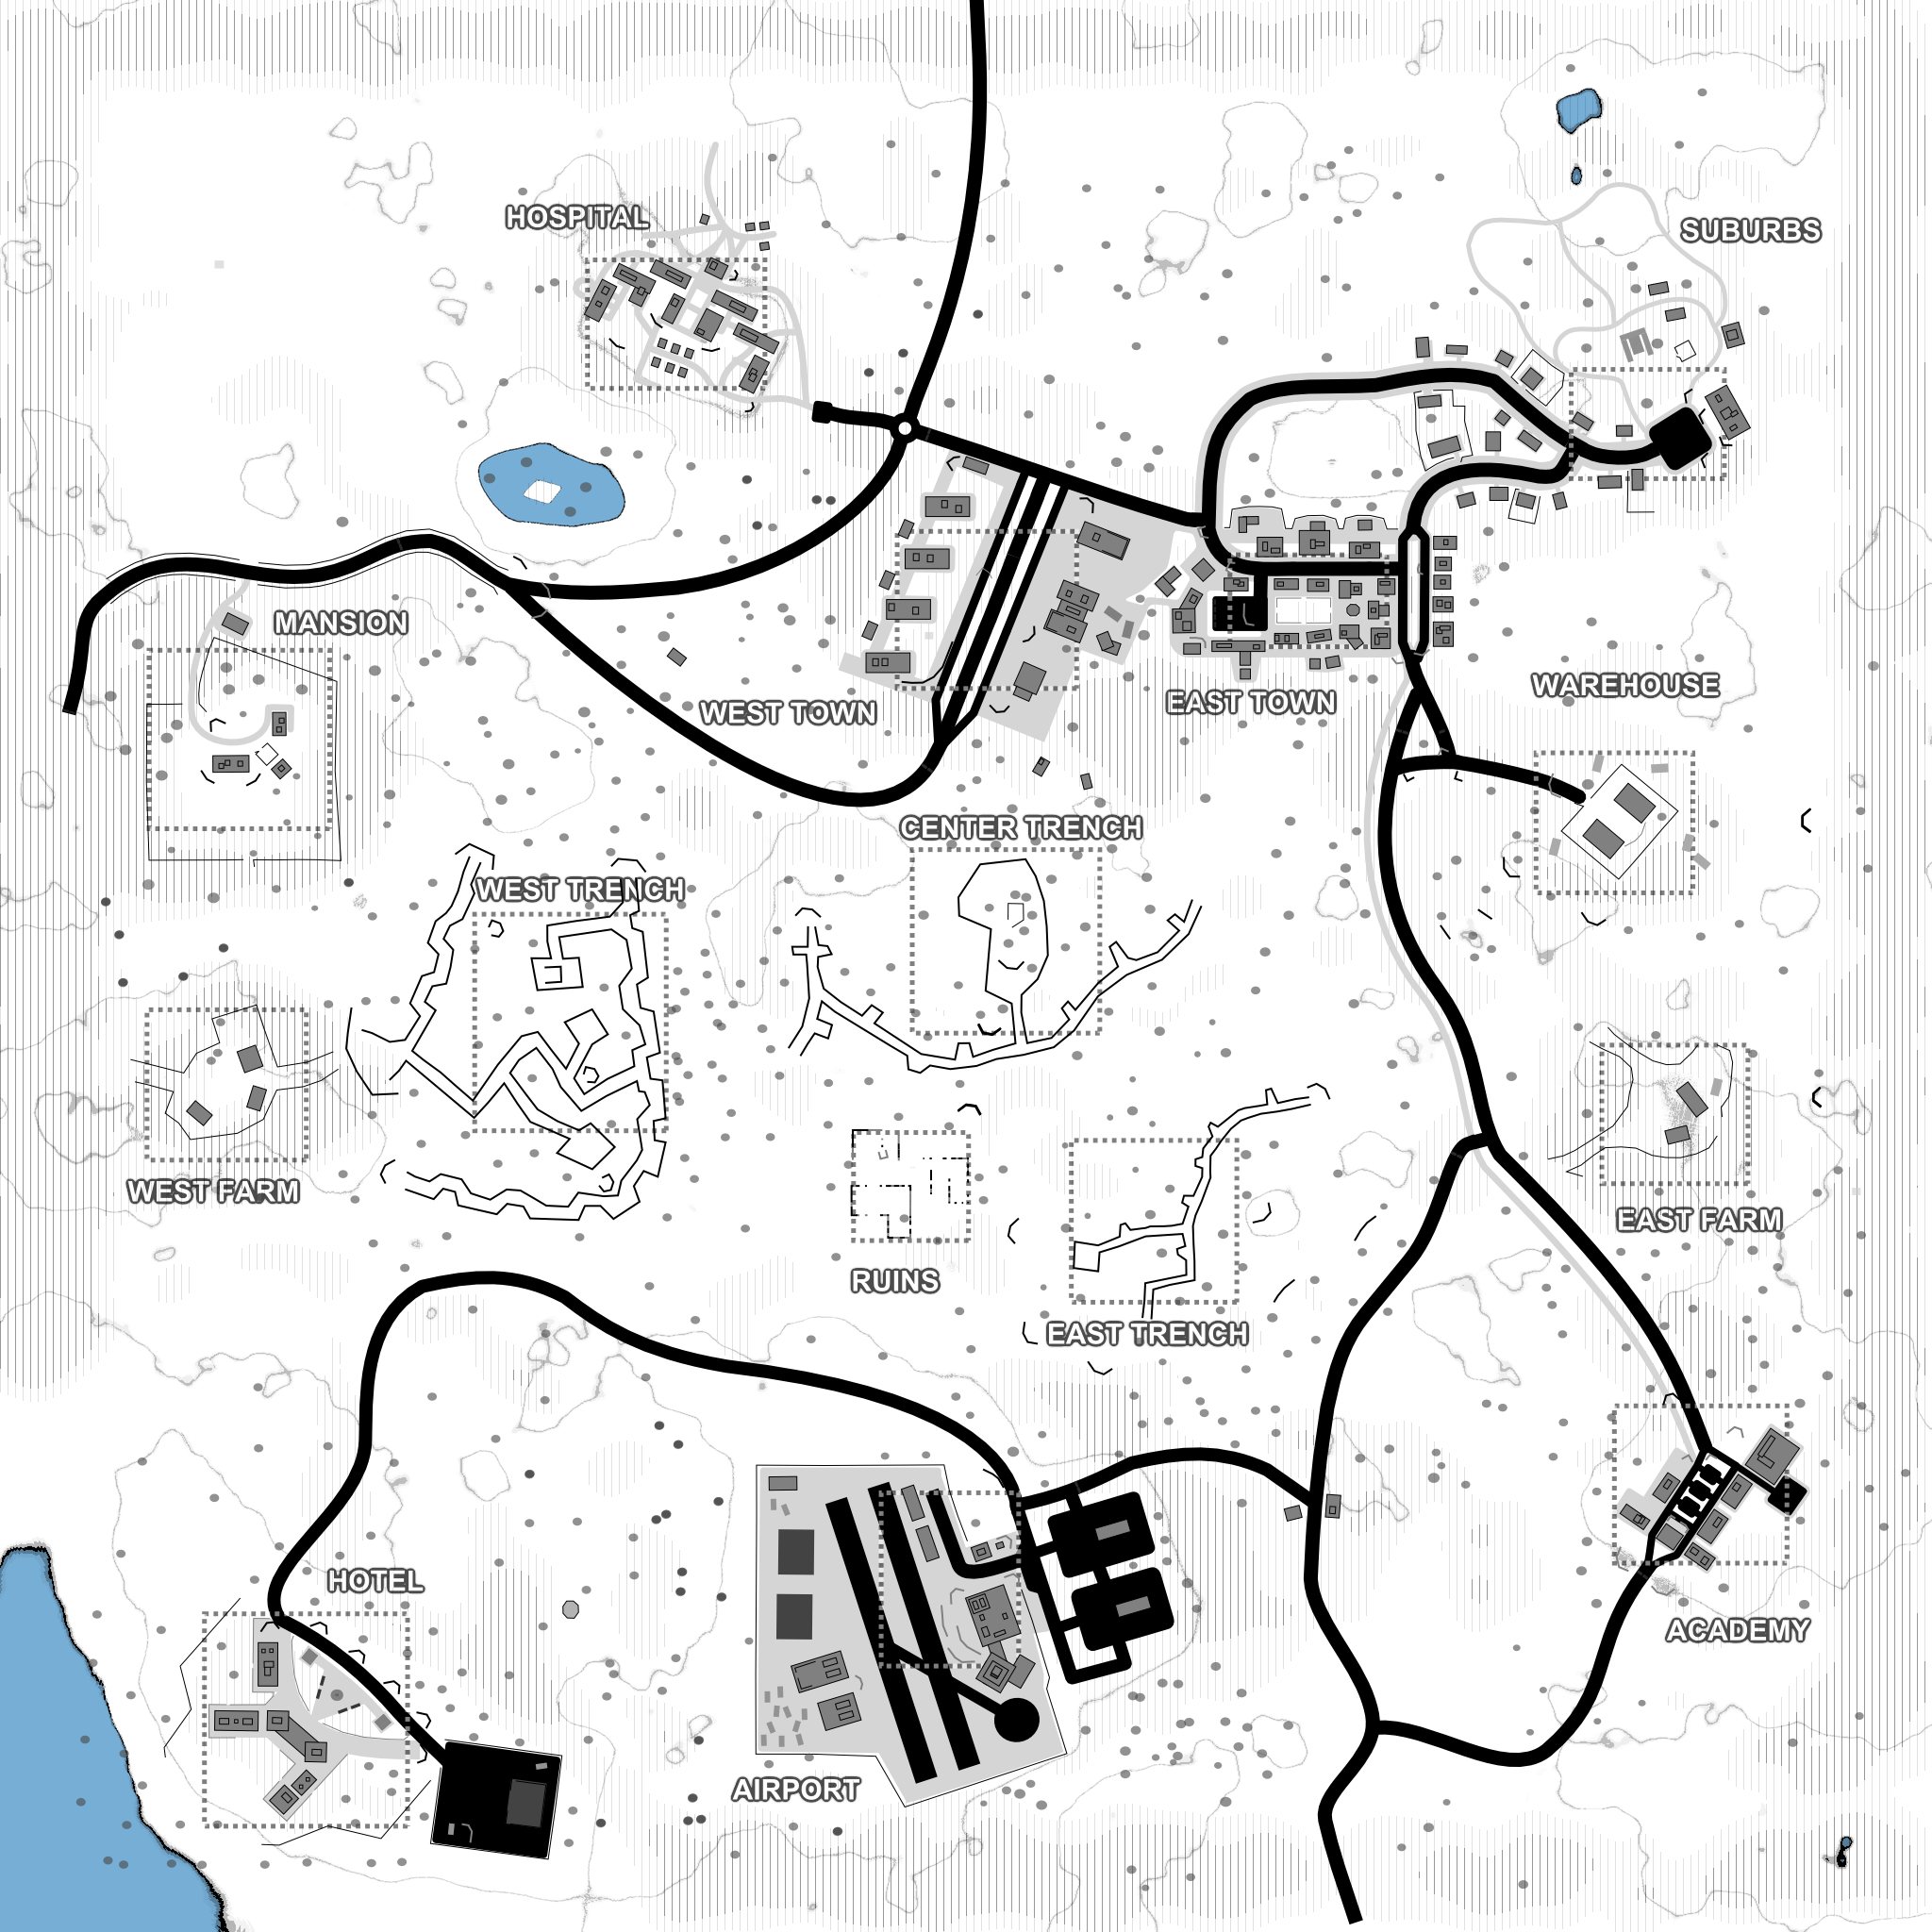 HOSPITAL
SUBURBS
MANSION
WEST TOWN
EAST TOWN
WAREHOUSE
CENTER TRENCH
WEST TRENCH
WEST FARM
EAST FARM
RUINS
EAST TRENCH
HOTEL
ACADEMY
AIRPORT